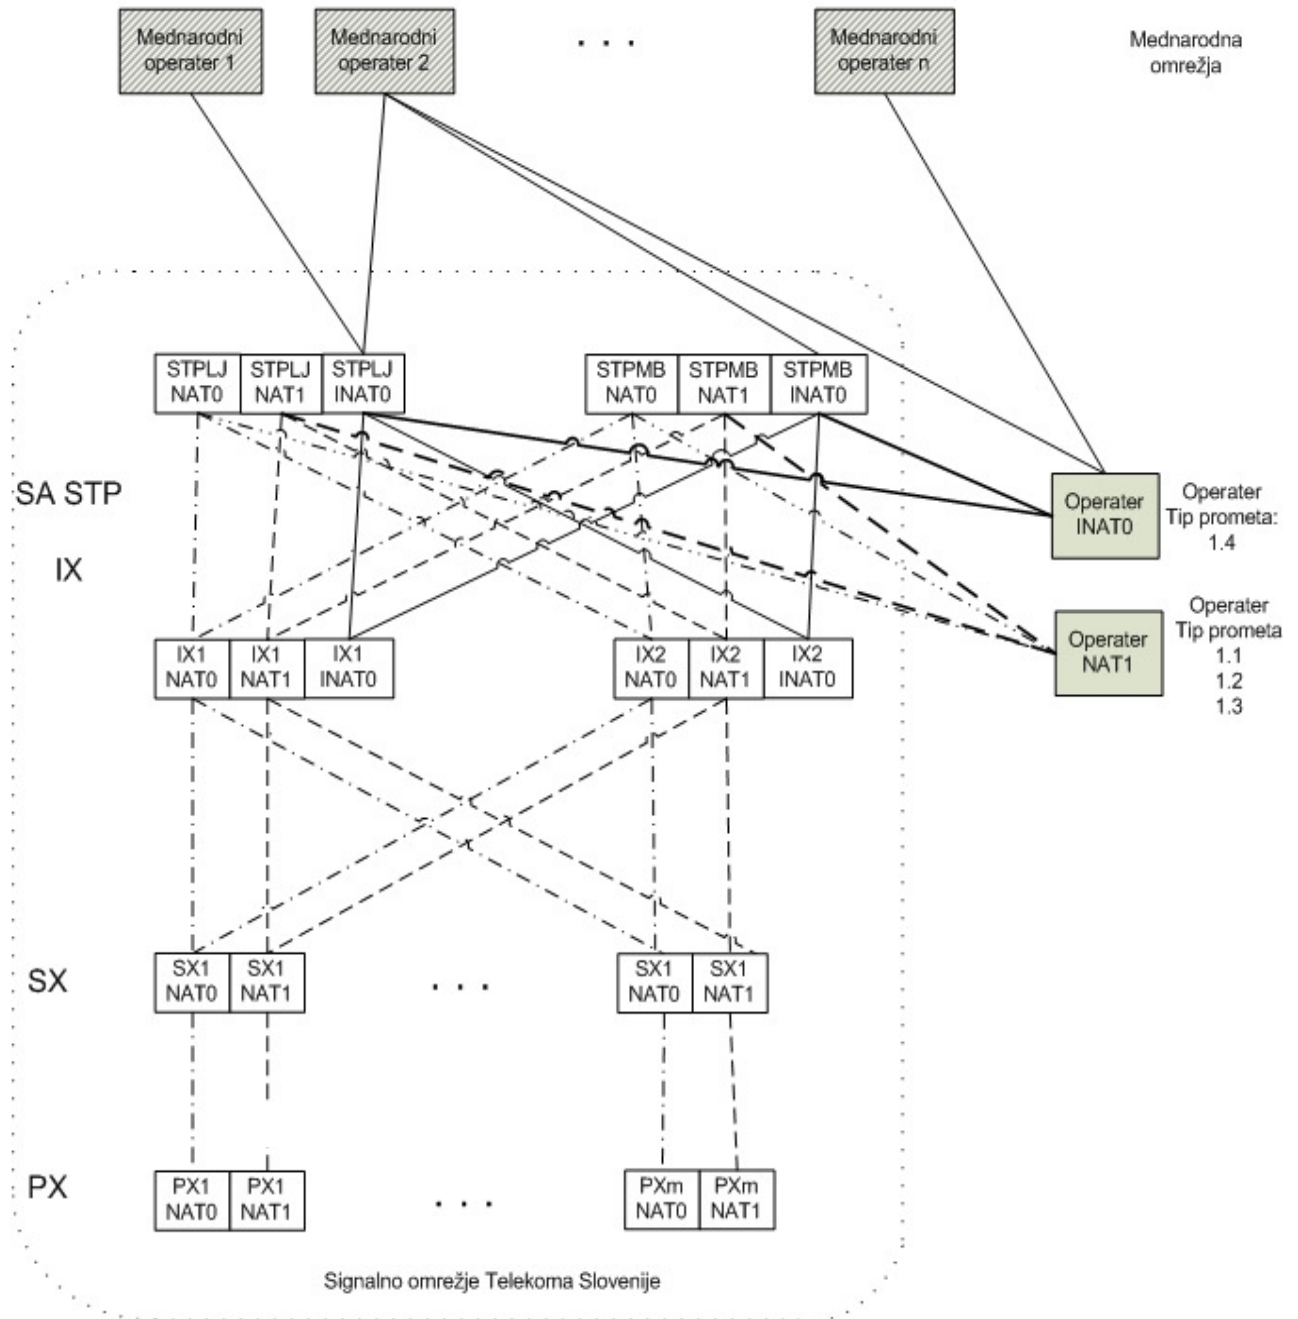 Mednarodni
operater 1
Mednarodni
operater 2
. . .
Mednarodni
operater n
Mednarodna
omrežja
STPLJ
NAT0
STPLJ
NAT1
STPLJ
INAT0
STPMB
NAT0
STPMB
NAT1
STPMB
INAT0
SA STP
IX
Operater
INAT0
Operater
Tip prometa:
1.4
IX1
NAT0
IX1
NAT1
IX1
INAT0
IX2
NAT0
IX2
NAT1
IX2
INAT0
Operater
NAT1
Operater
Tip prometa
1.1
1.2
1.3
SX
SX1
NAT0
SX1
NAT1
. . .
SX1
NAT0
SX1
NAT1
PX
PX1
NAT0
PX1
NAT1
. . .
PXm
NAT0
PXm
NAT1
Signalno omrežje Telekoma Slovenije